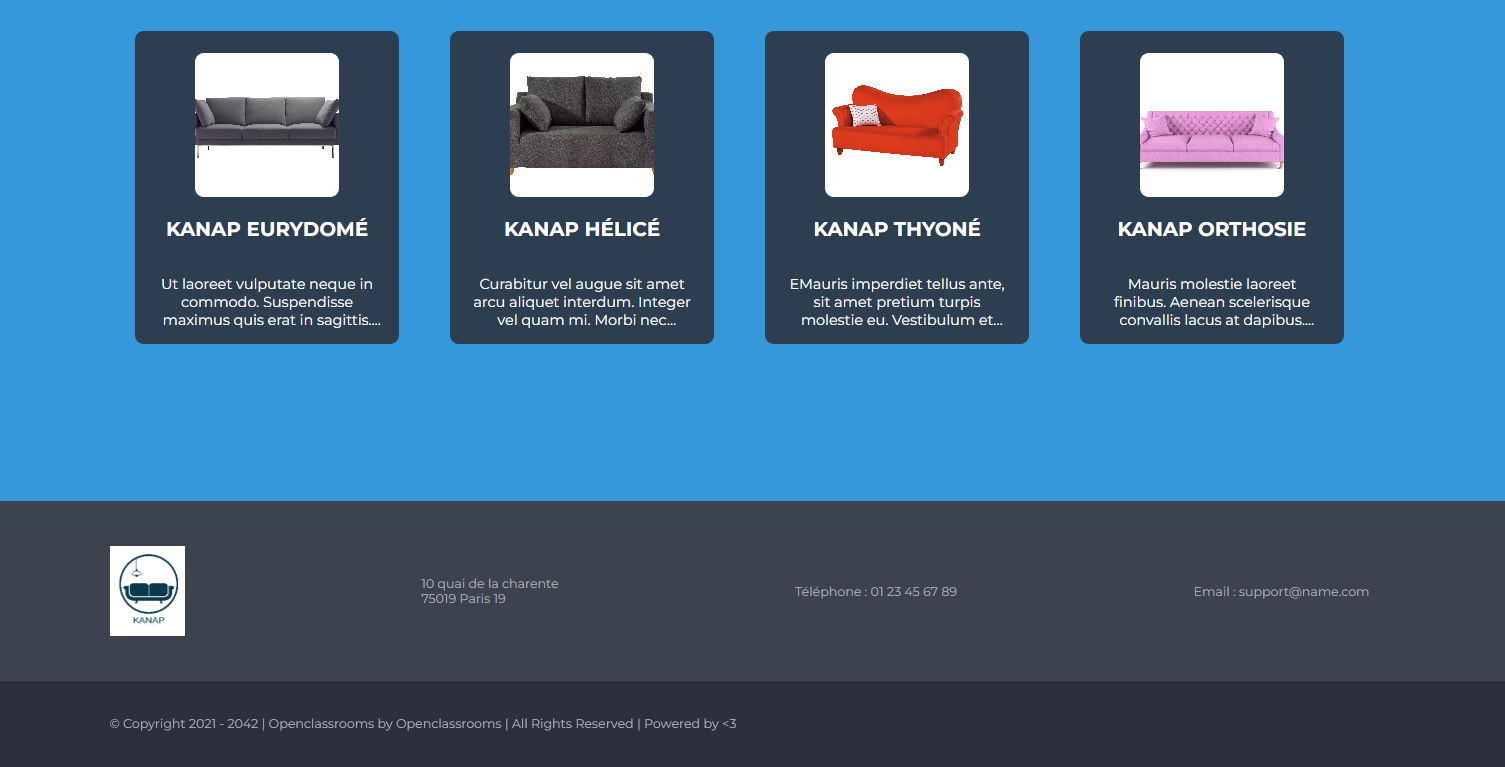 KANAP EURYDOMÉ
Ut laoreet vulputate neque in
commodo. Suspendisse
maximus quis erat in sagittis....
KANAP HÉLICÉ
Curabitur vel augue sit amet
arcu aliquet interdum. Integer
vel quam mi. Morbi nec...
KANAP THYONÉ
EMauris imperdiet tellus ante,
sit amet pretium turpis
molestie eu. Vestibulum et...
KANAP ORTHOSIE
Mauris molestie laoreet
finibus. Aenean scelerisque
convallis lacus at dapibus....
KANAP
10 quai de la charente
75019 Paris 19
Téléphone : 01 23 45 67 89
Email : support@name.com
© Copyright 2021 - 2042 | Openclassrooms by Openclassrooms | All Rights Reserved | Powered by <3